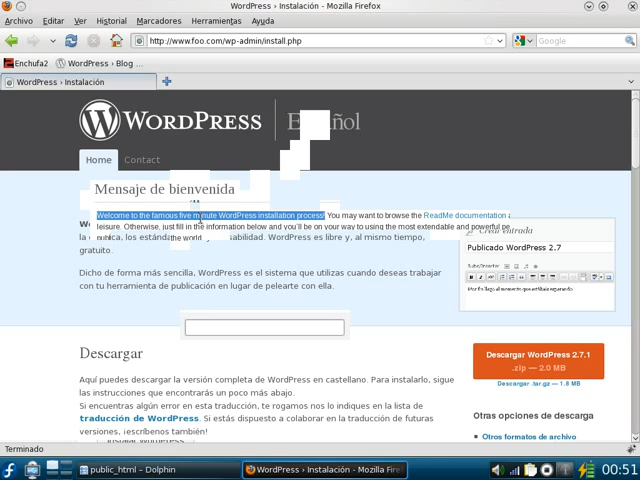 WordPress › Instalación - Mozilla Firefox
Archivo Editar Ver Historial Marcadores Herramientas Ayuda
http://www.foo.com/wp-admin/install.php
Google
Enchufa2 WordPress › Blog ...
WordPress › Instalación
WORDPRESS
Home Contact
Mensaje de bienvenida
Welcome to the famous five minute WordPress installation process! You may want to browse the ReadMe documentation a
leisure. Otherwise, just fill in the information below and you'll be on your way to using the most extendable and powerful pe
the world.
WordPress es libre y, al mismo tiempo,
gratuito.
Dicho de forma más sencilla, WordPress es el sistema que utilizas cuando deseas trabajar
con tu herramienta de publicación en lugar de pelearte con ella.
Crear entrada
Publicado WordPress 2.7
Descargar
Aquí puedes descargar la versión completa de WordPress en castellano. Para instalarlo, sigue
las instrucciones que encontrarás un poco más abajo.
Si encuentras algún error en esta traducción, te rogamos nos lo indiques en la lista de
traducción de WordPress. Si estás dispuesto a colaborar en la traducción de futuras
versiones, ¡escríbenos también!
Descargar WordPress 2.7.1
.zip — 2.0 MB
Descargar .tar.gz — 1.8 MB
Otras opciones de descarga
Otros formatos de archivo
Terminado
public_html – Dolphin
WordPress › Instalación - Mozilla Firef
00:51